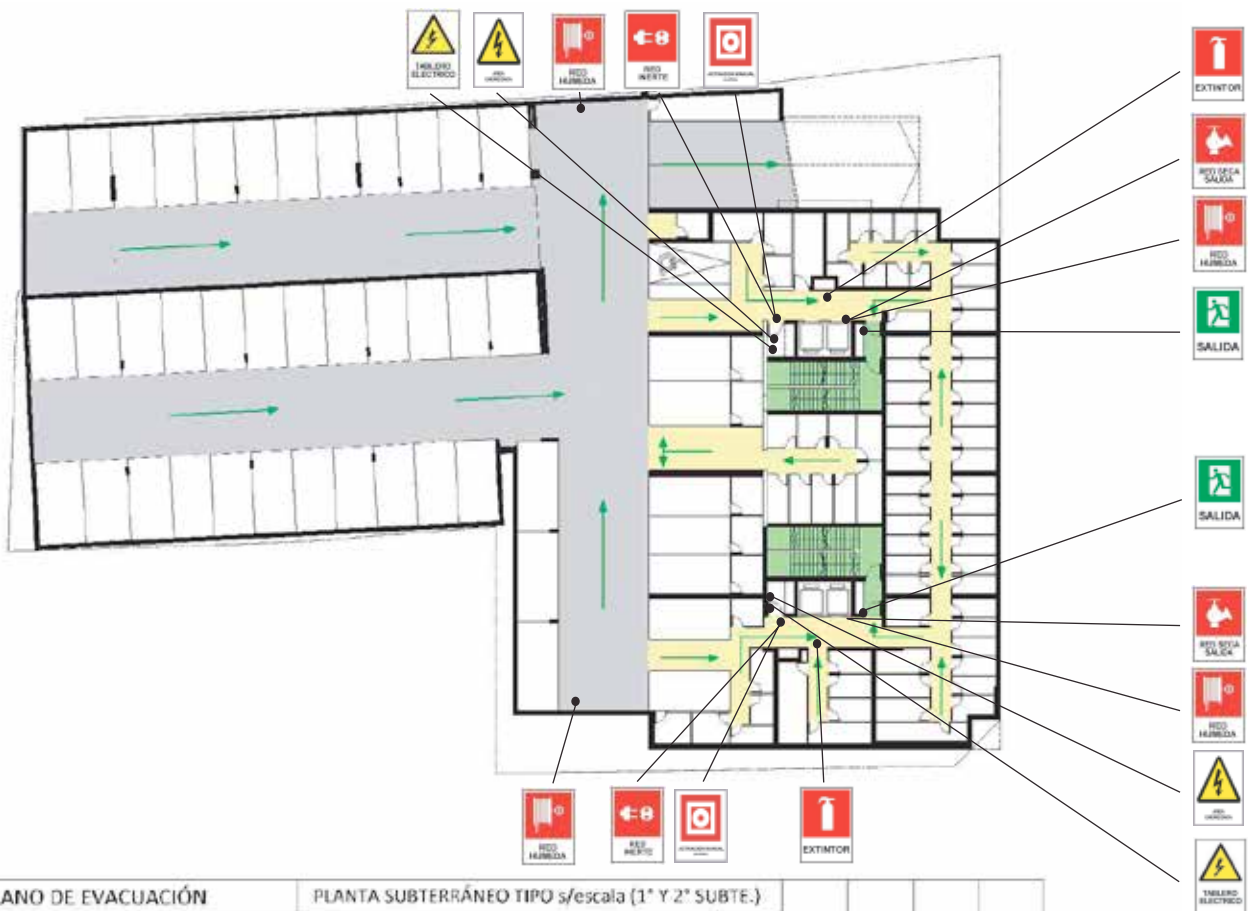 TABLERO
ELECTRICO
RED
HUMEDA
RED
INERTE
EXTINTOR
RED SECA
SALIDA
RED
HUMEDA
SALIDA
SALIDA
RED SECA
SALIDA
RED
HUMEDA
RED
HUMEDA
RED
INERTE
EXTINTOR
TABLERO
ELECTRICO
ANO DE EVACUACIÓN
PLANTA SUBTERRÁNEO TIPO s/escala (1° Y 2° SUBTE.)